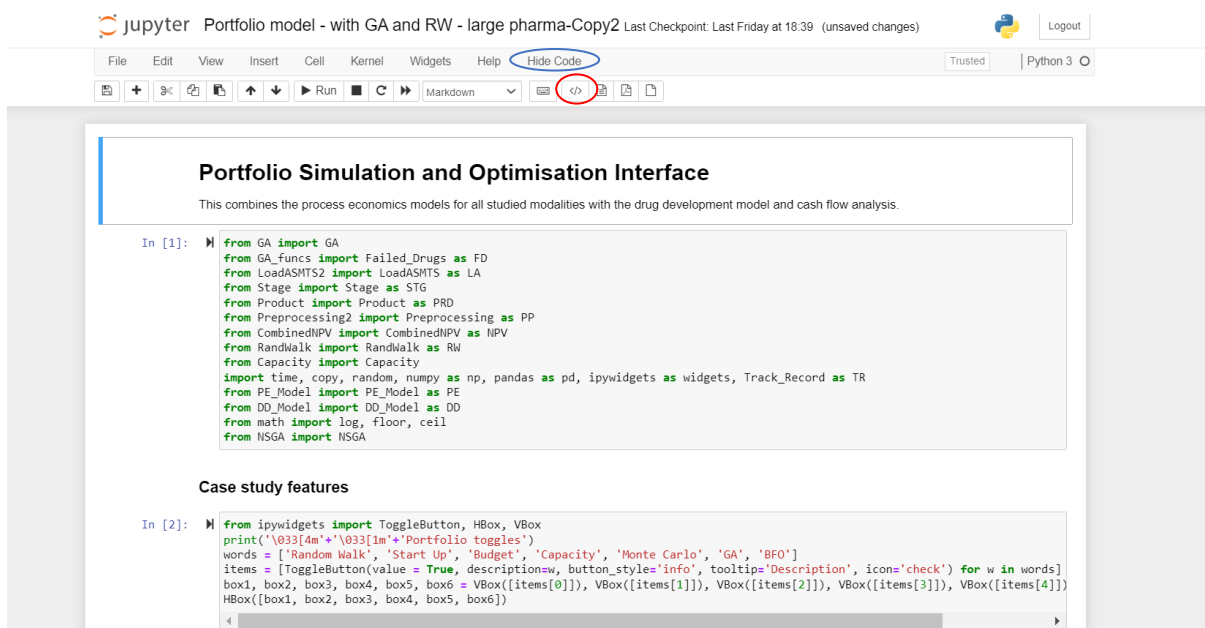 jupyter Portfolio model - with GA and RW - large pharma-Copy2 Last Checkpoint: Last Friday at 18:39 (unsaved changes) Logout
File Edit View Insert Cell Kernel Widgets Help Hide Code Trusted Python 3
Run Markdown </>
Portfolio Simulation and Optimisation Interface
This combines the process economics models for all studied modalities with the drug development model and cash flow analysis.
In [1]: from GA import GA
from GA_funcs import Failed_Drugs as FD
from LoadASMTS2 import LoadASMTS as LA
from Stage import Stage as STG
from Product import Product as PRD
from Preprocessing2 import Preprocessing as PP
from CombinedNPV import CombinedNPV as NPV
from RandWalk import RandWalk as RW
from Capacity import Capacity
import time, copy, random, numpy as np, pandas as pd, ipywidgets as widgets, Track_Record as TR
from PE_Model import PE_Model as PE
from DD_Model import DD_Model as DD
from math import log, floor, ceil
from NSGA import NSGA
Case study features
In [2]: from ipywidgets import ToggleButton, HBox, VBox
print('\033[4m'+'\033[1m'+'Portfolio toggles')
words = ['Random Walk', 'Start Up', 'Budget', 'Capacity', 'Monte Carlo', 'GA', 'BFO']
items = [ToggleButton(value = True, description=w, button_style='info', tooltip='Description', icon='check') for w in words]
box1, box2, box3, box4, box5, box6 = VBox([items[0]]), VBox([items[1]]), VBox([items[2]]), VBox([items[3]]), VBox([items[4]])
HBox([box1, box2, box3, box4, box5, box6])